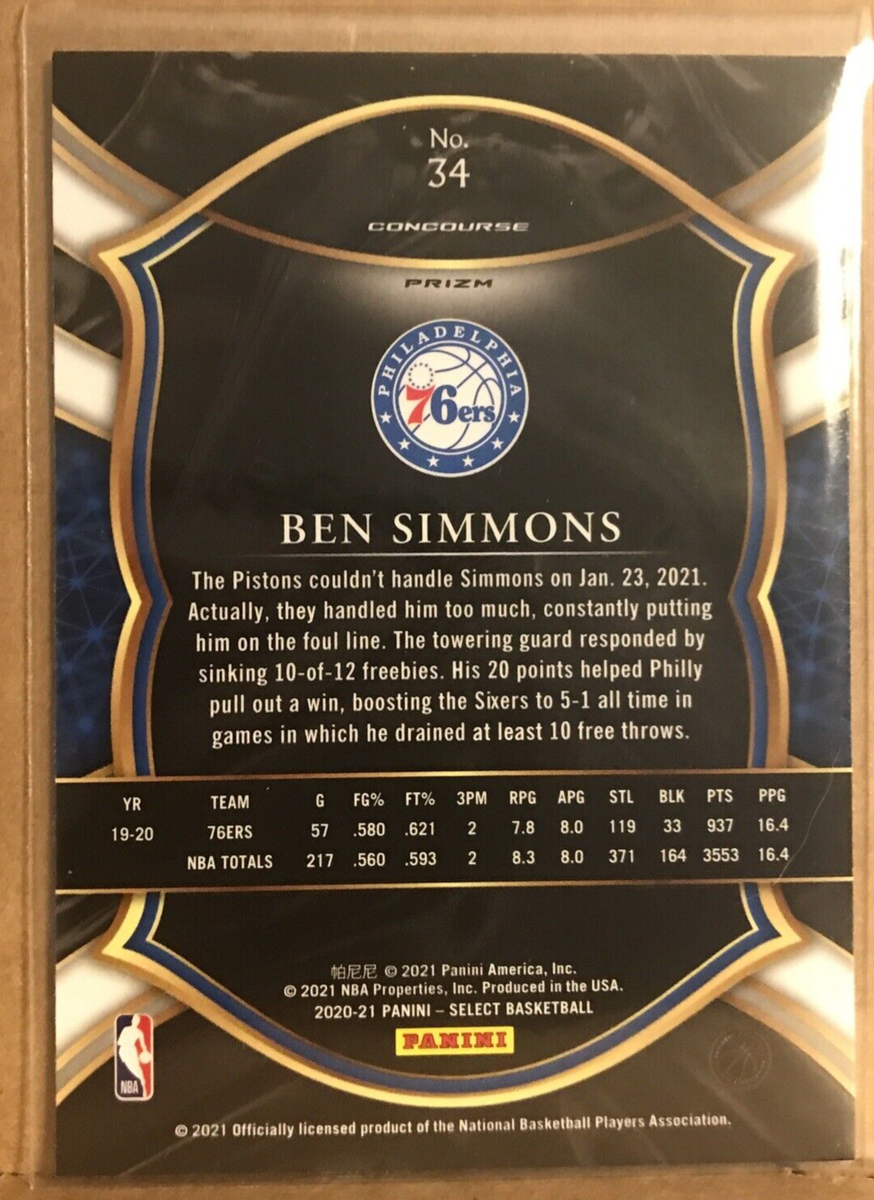 No.
34
CONCOURSE
PRIZM
PHILADELPHIA
76ers
BEN SIMMONS
The Pistons couldn't handle Simmons on Jan. 23, 2021.
Actually, they handled him too much, constantly putting
him on the foul line. The towering guard responded by
sinking 10-of-12 freebies. His 20 points helped Philly
pull out a win, boosting the Sixers to 5-1 all time in
games in which he drained at least 10 free throws.
YR TEAM G FG% FT% 3PM RPG APG STL BLK PTS PPG
19-20 76ERS 57 .580 .621 2 7.8 8.0 119 33 937 16.4
NBA TOTALS 217 .560 .593 2 8.3 8.0 371 164 3553 16.4
帕尼尼 © 2021 Panini America, Inc.
© 2021 NBA Properties, Inc. Produced in the USA.
2020-21 PANINI – SELECT BASKETBALL
PANINI
NBA
© 2021 Officially licensed product of the National Basketball Players Association.